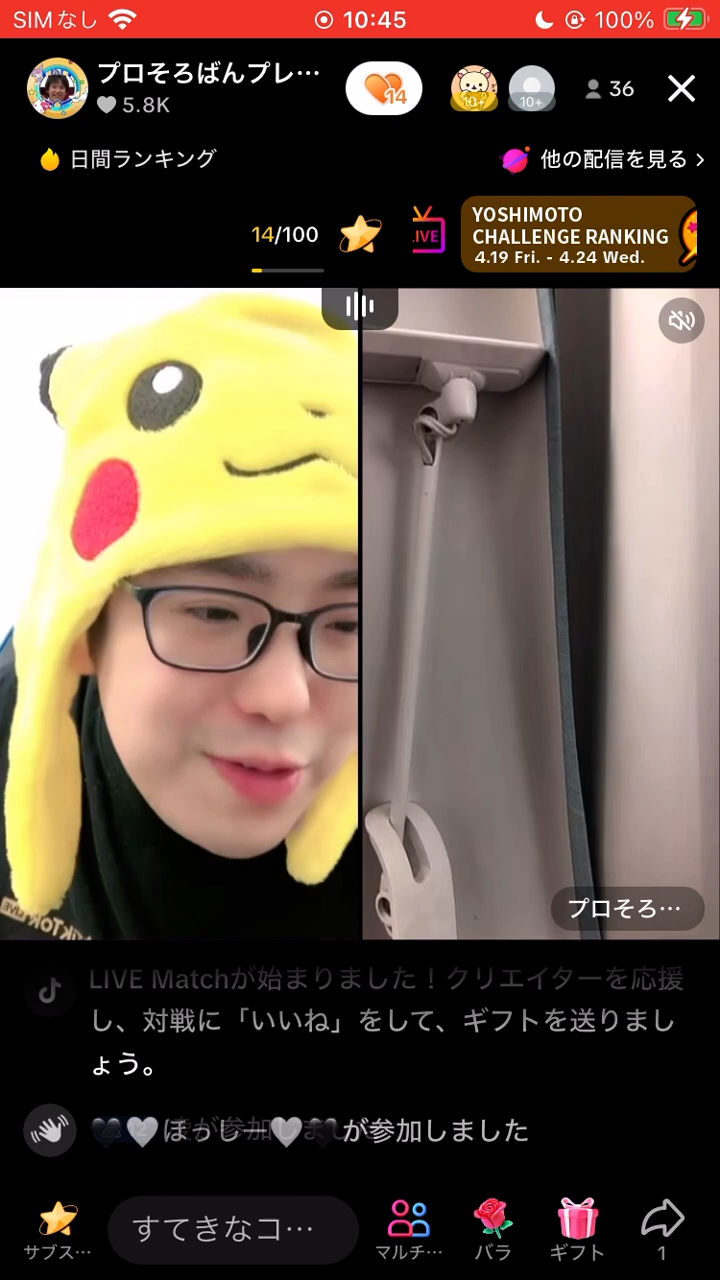 SIMなし
10:45
100%
プロそろばんプレ…
5.8K
14
10+
10+
36
日間ランキング
他の配信を見る
14/100
LIVE
YOSHIMOTO
CHALLENGE RANKING
4.19 Fri. - 4.24 Wed.
TikTok LIVE
プロそろ…
LIVE Matchが始まりました！クリエイターを応援
し、対戦に「いいね」をして、ギフトを送りまし
ょう。
ほっしー が参加しました
サブス…
すてきなコ…
マルチ…
バラ
ギフト
1